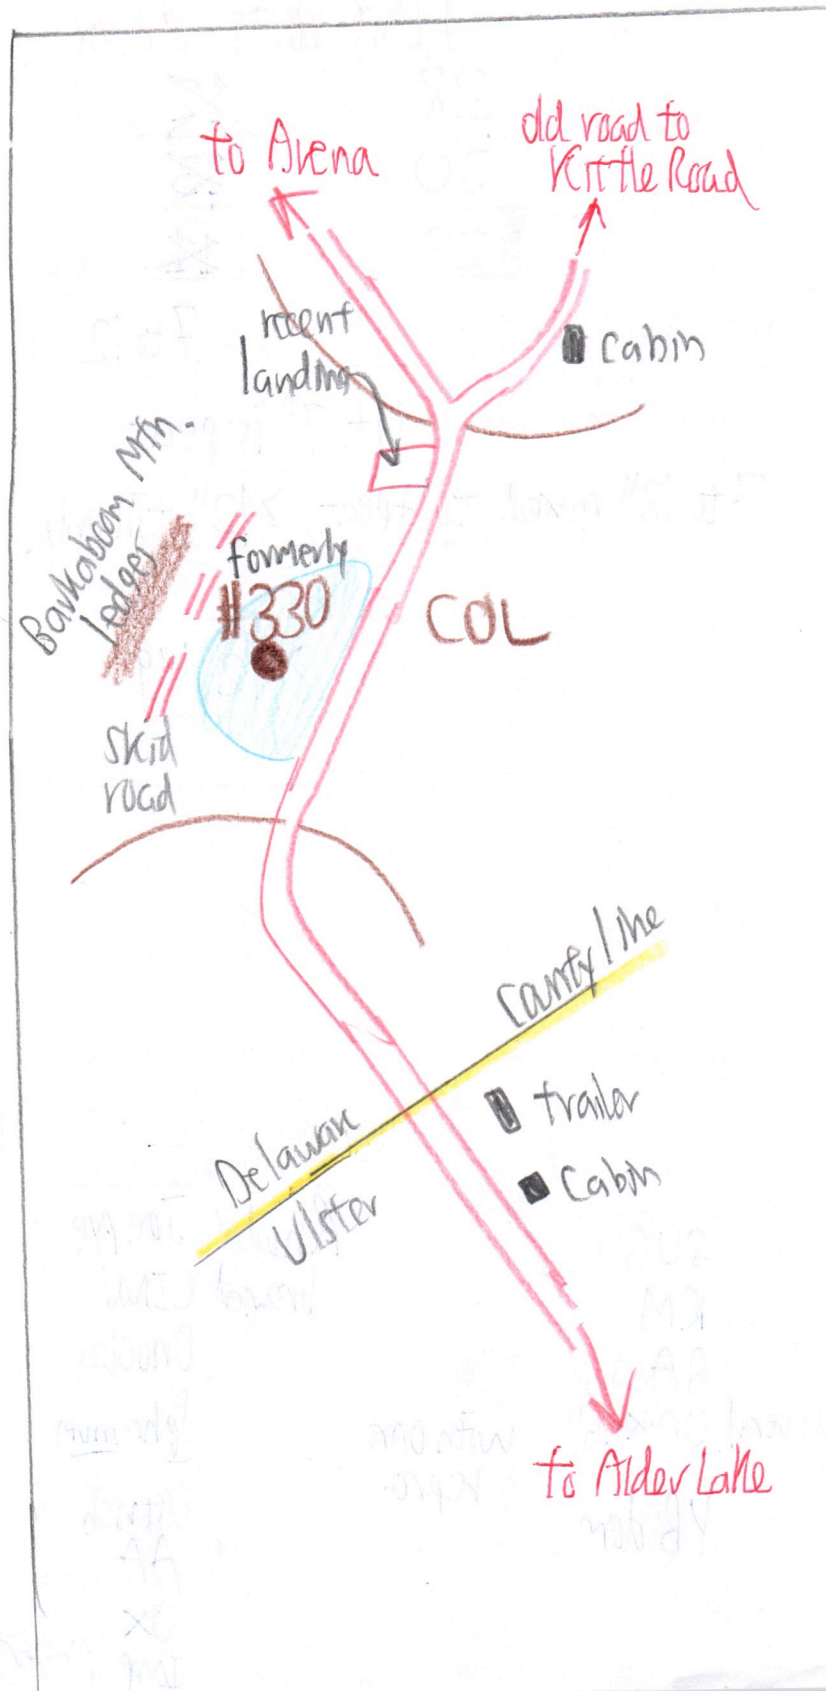 to Arena
old road to
Kittle Road
recent
landing
cabin
Barkaboom Mtn.
Ledges
formerly
#330
COL
skid
road
County line
Delaware
Ulster
trailer
cabin
to Alder Lake